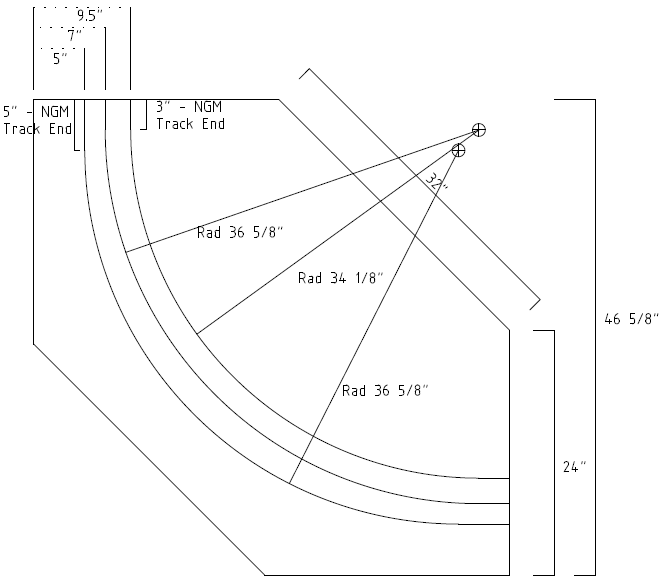 9.5"
7"
5"
5" - NGM
Track End
3" - NGM
Track End
32"
Rad 36 5/8"
Rad 34 1/8"
46 5/8"
Rad 36 5/8"
24"